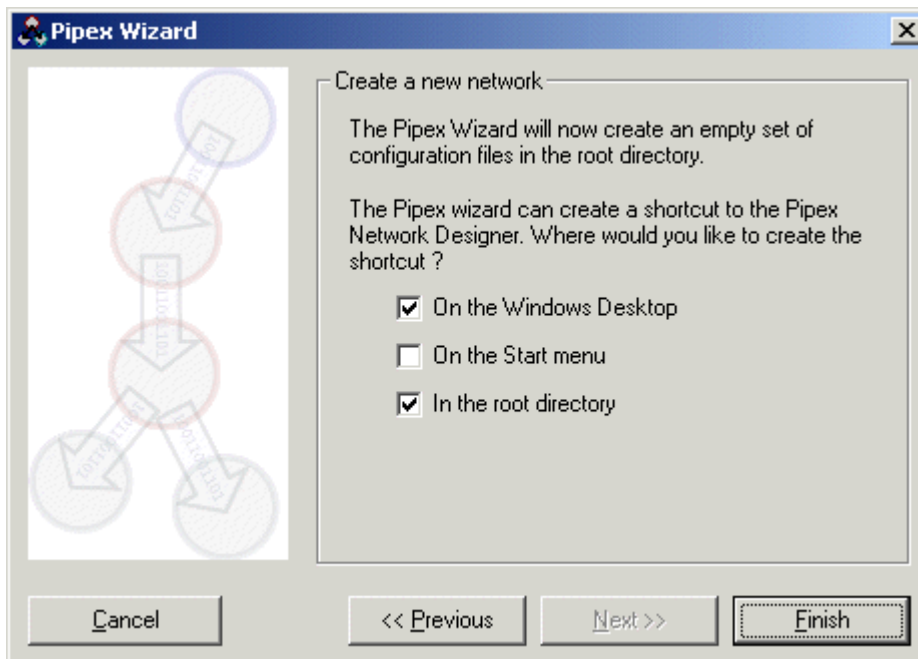 Pipex Wizard
Create a new network
The Pipex Wizard will now create an empty set of
configuration files in the root directory.
The Pipex wizard can create a shortcut to the Pipex
Network Designer. Where would you like to create the
shortcut ?
On the Windows Desktop
On the Start menu
In the root directory
Cancel
<< Previous
Next >>
Finish